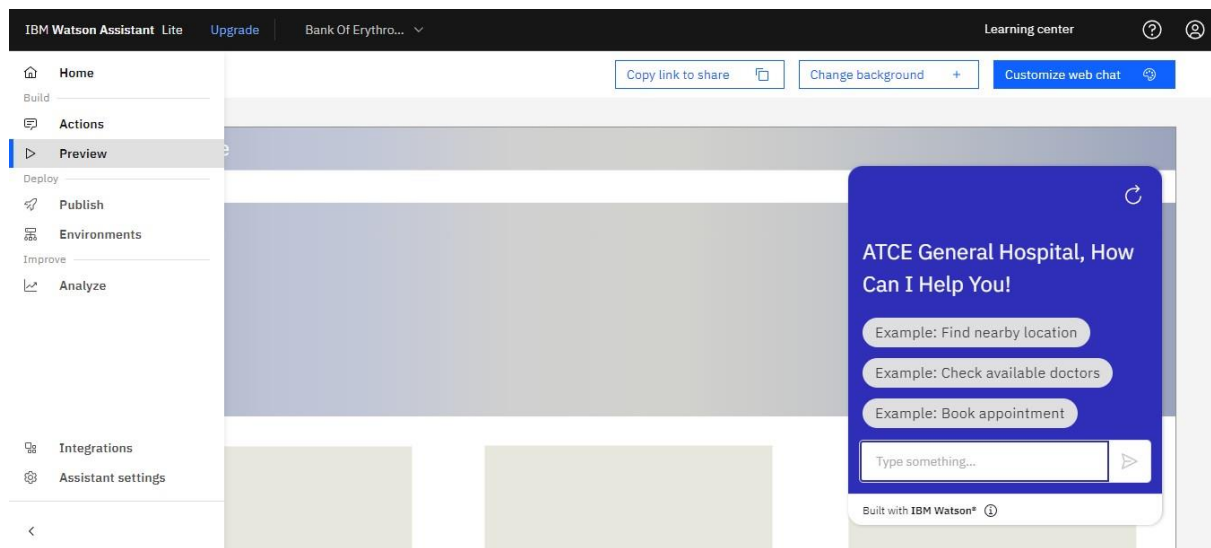 IBM Watson Assistant Lite Upgrade Bank Of Erythro... Learning center
Home
Copy link to share Change background + Customize web chat
Build
Actions
Preview
Deploy
Publish
Environments
Improve
Analyze
Integrations
Assistant settings
ATCE General Hospital, How
Can I Help You!
Example: Find nearby location
Example: Check available doctors
Example: Book appointment
Type something...
Built with IBM Watson®